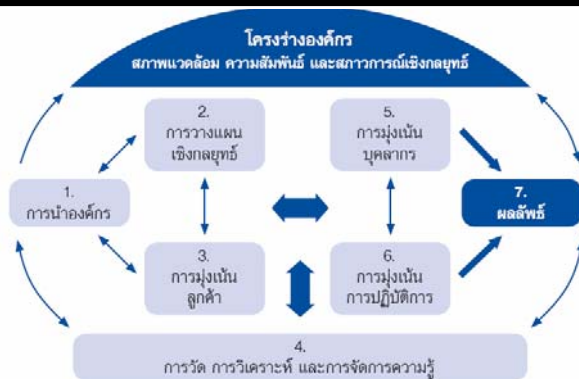 โครงร่างองค์กร
สภาพแวดล้อม ความสัมพันธ์ และสภาวการณ์เชิงกลยุทธ์
1.
การนำองค์กร
2.
การวางแผน
เชิงกลยุทธ์
3.
การมุ่งเน้น
ลูกค้า
4.
การวัด การวิเคราะห์ และการจัดการความรู้
5.
การมุ่งเน้น
บุคลากร
6.
การมุ่งเน้น
การปฏิบัติการ
7.
ผลลัพธ์